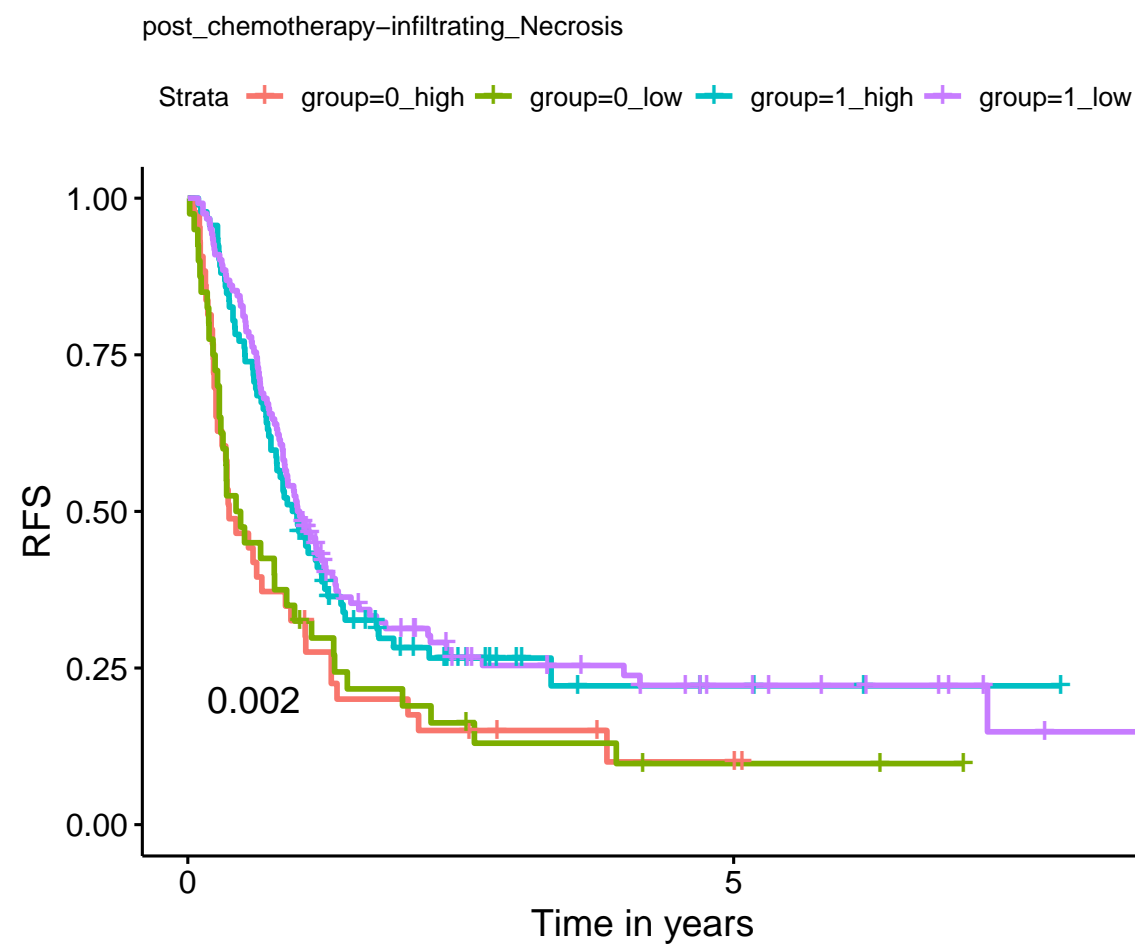 post_chemotherapy−infiltrating_Necrosis
Strata group=0_high group=0_low group=1_high group=1_low
1.00
0.75
0.50
0.25
0.00
RFS
0.002
0 5
Time in years